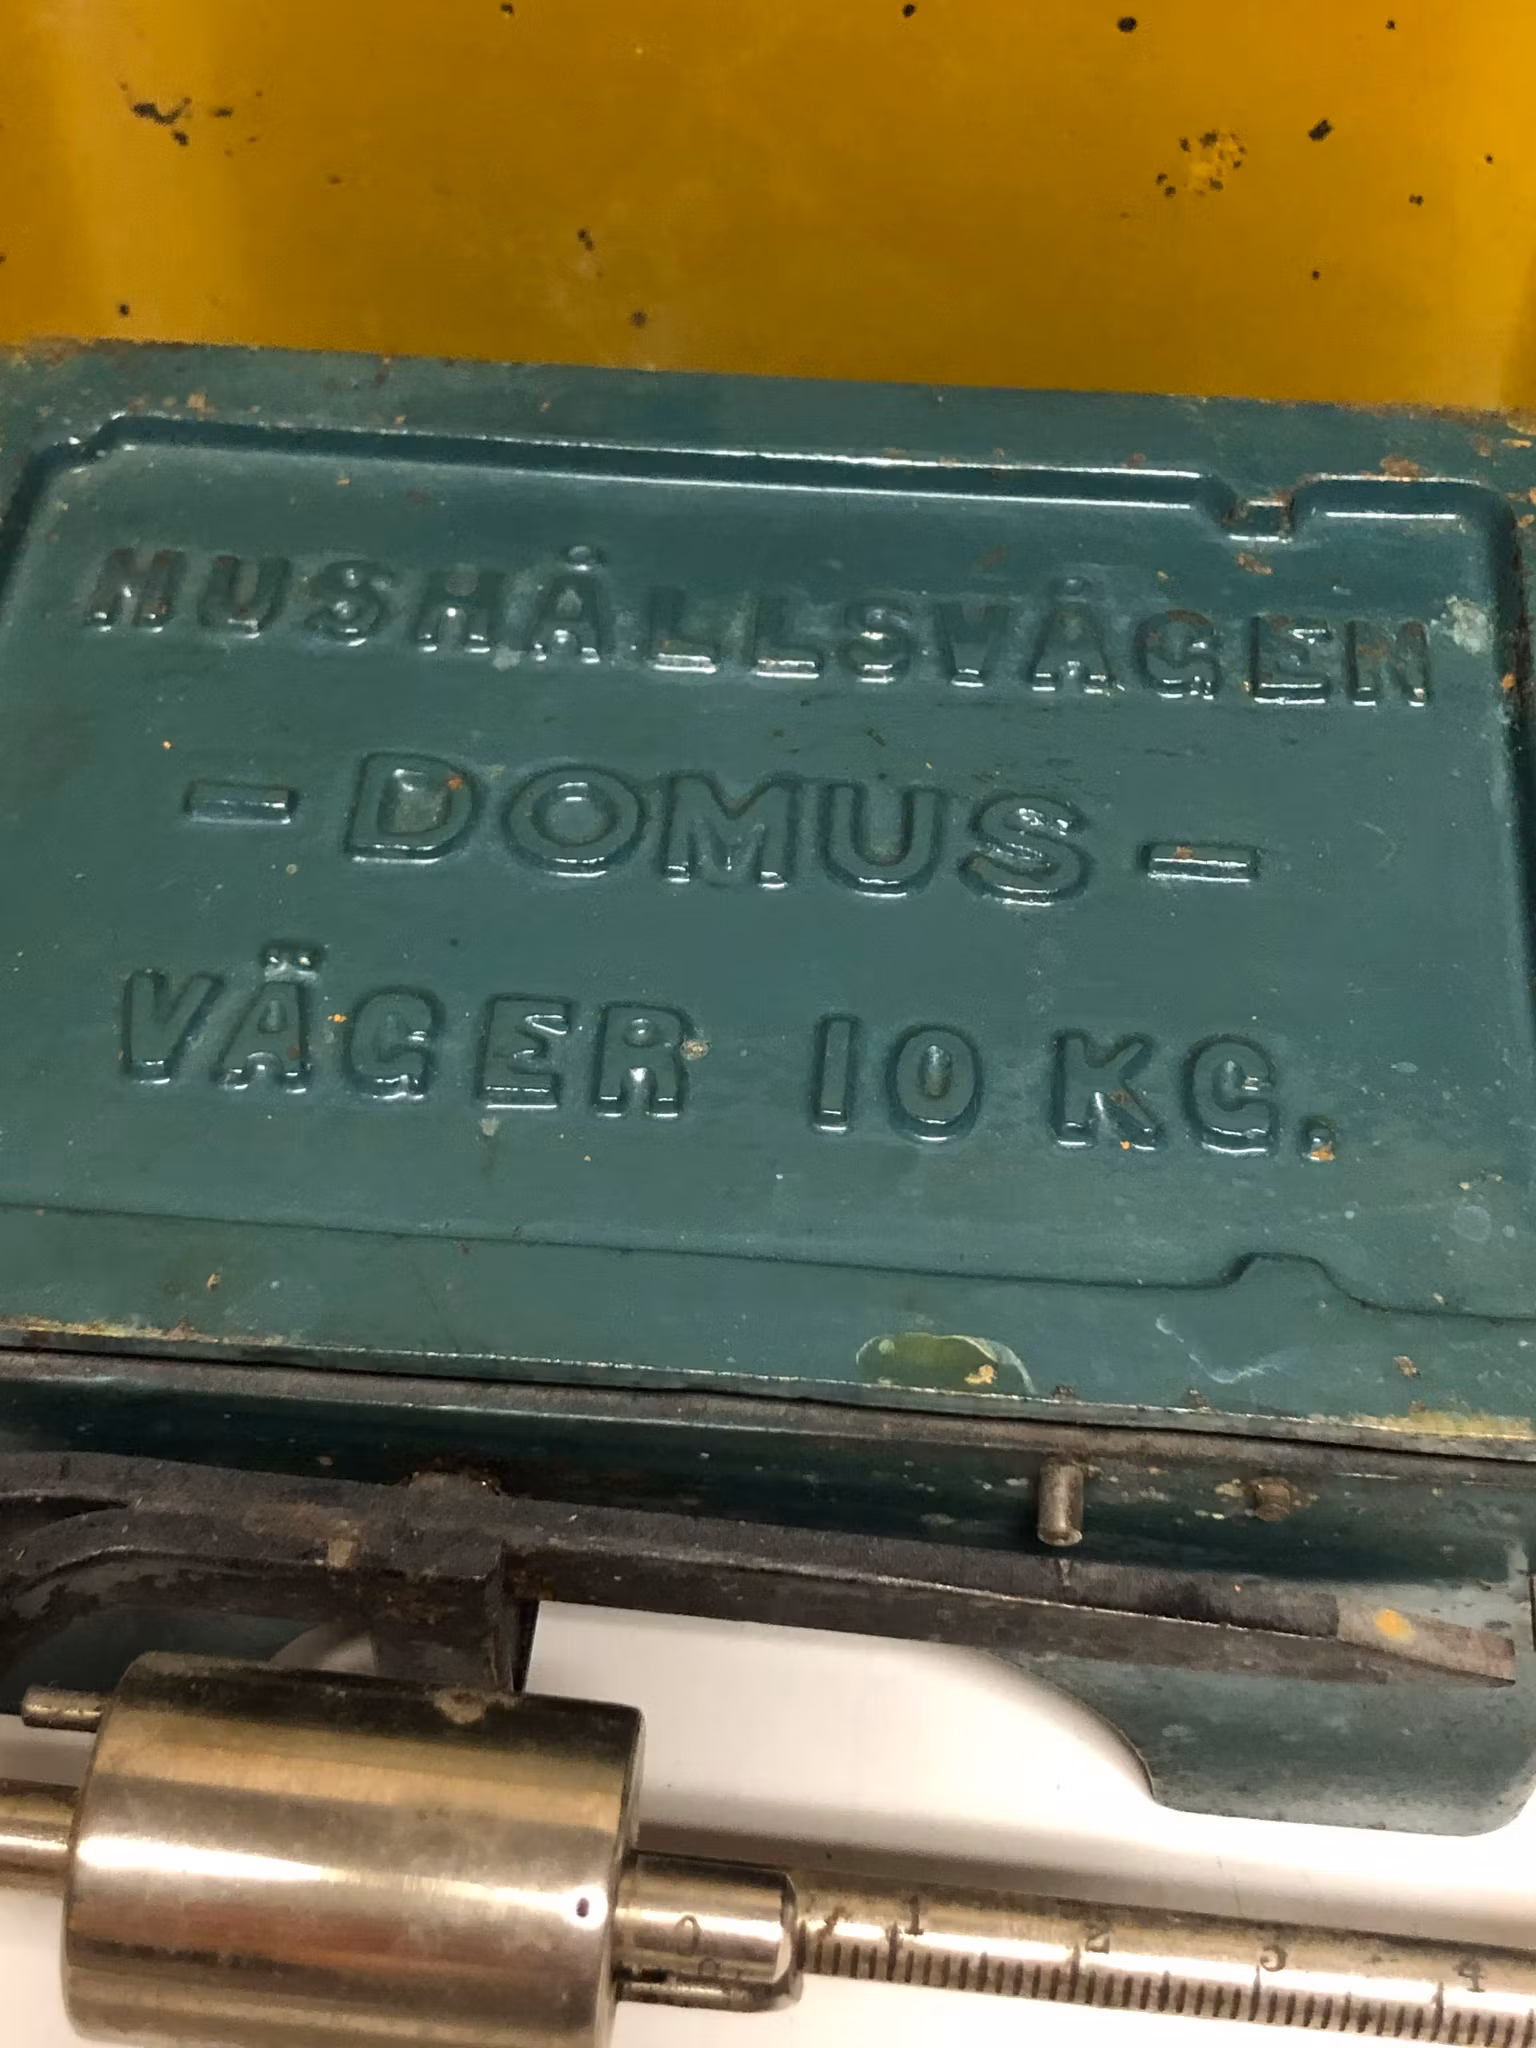 HUSHÅLLSVÅGEN
- DOMUS -
VÄGER 10 KG.
0 1 2 3 4